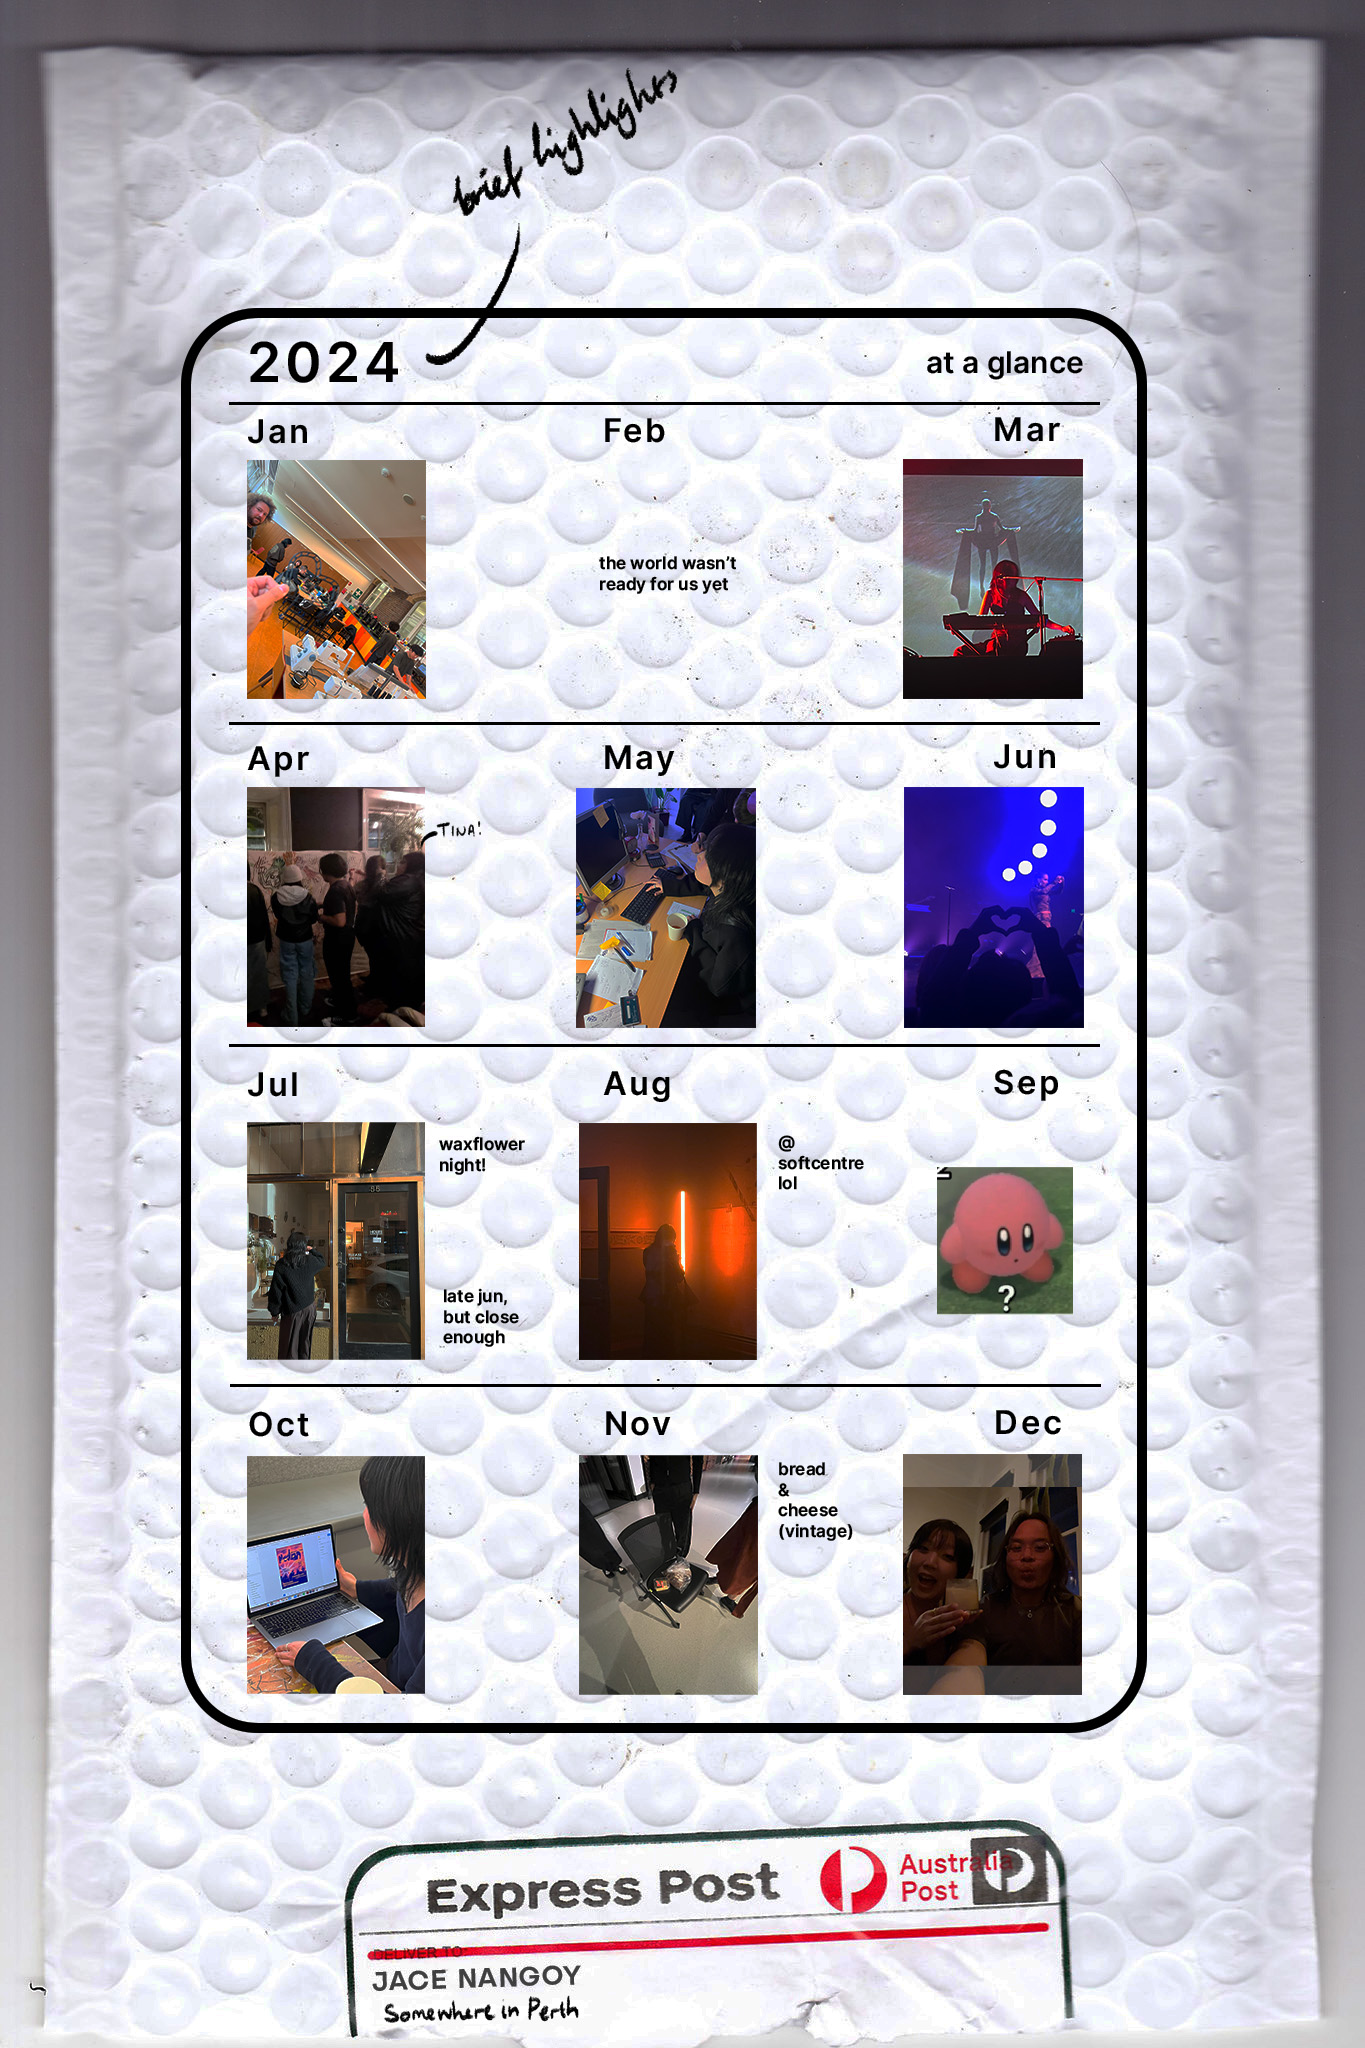 brief highlights
2024
at a glance
Jan
Feb
Mar
the world wasn't
ready for us yet
Apr
May
Jun
TINA!
Jul
Aug
Sep
waxflower
night!
late jun,
but close
enough
@
softcentre
lol
?
Oct
Nov
Dec
bread
&
cheese
(vintage)
Express Post
Australia
Post
DELIVER TO:
JACE NANGOY
Somewhere in Perth